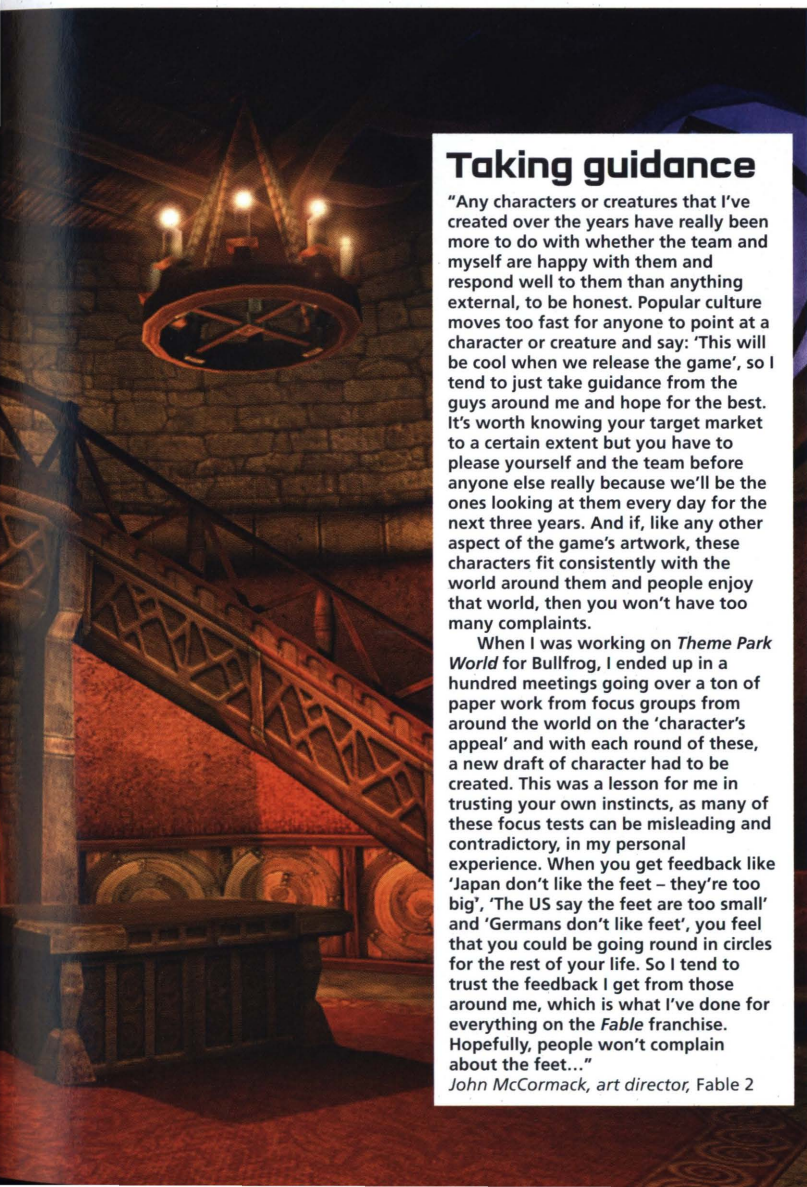 Taking guidance
"Any characters or creatures that I've
created over the years have really been
more to do with whether the team and
myself are happy with them and
respond well to them than anything
external, to be honest. Popular culture
moves too fast for anyone to point at a
character or creature and say: 'This will
be cool when we release the game', so I
tend to just take guidance from the
guys around me and hope for the best.
It's worth knowing your target market
to a certain extent but you have to
please yourself and the team before
anyone else really because we'll be the
ones looking at them every day for the
next three years. And if, like any other
aspect of the game's artwork, these
characters fit consistently with the
world around them and people enjoy
that world, then you won't have too
many complaints.
When I was working on Theme Park
World for Bullfrog, I ended up in a
hundred meetings going over a ton of
paper work from focus groups from
around the world on the 'character's
appeal' and with each round of these,
a new draft of character had to be
created. This was a lesson for me in
trusting your own instincts, as many of
these focus tests can be misleading and
contradictory, in my personal
experience. When you get feedback like
'Japan don't like the feet – they're too
big', 'The US say the feet are too small'
and 'Germans don't like feet', you feel
that you could be going round in circles
for the rest of your life. So I tend to
trust the feedback I get from those
around me, which is what I've done for
everything on the Fable franchise.
Hopefully, people won't complain
about the feet..."
John McCormack, art director, Fable 2